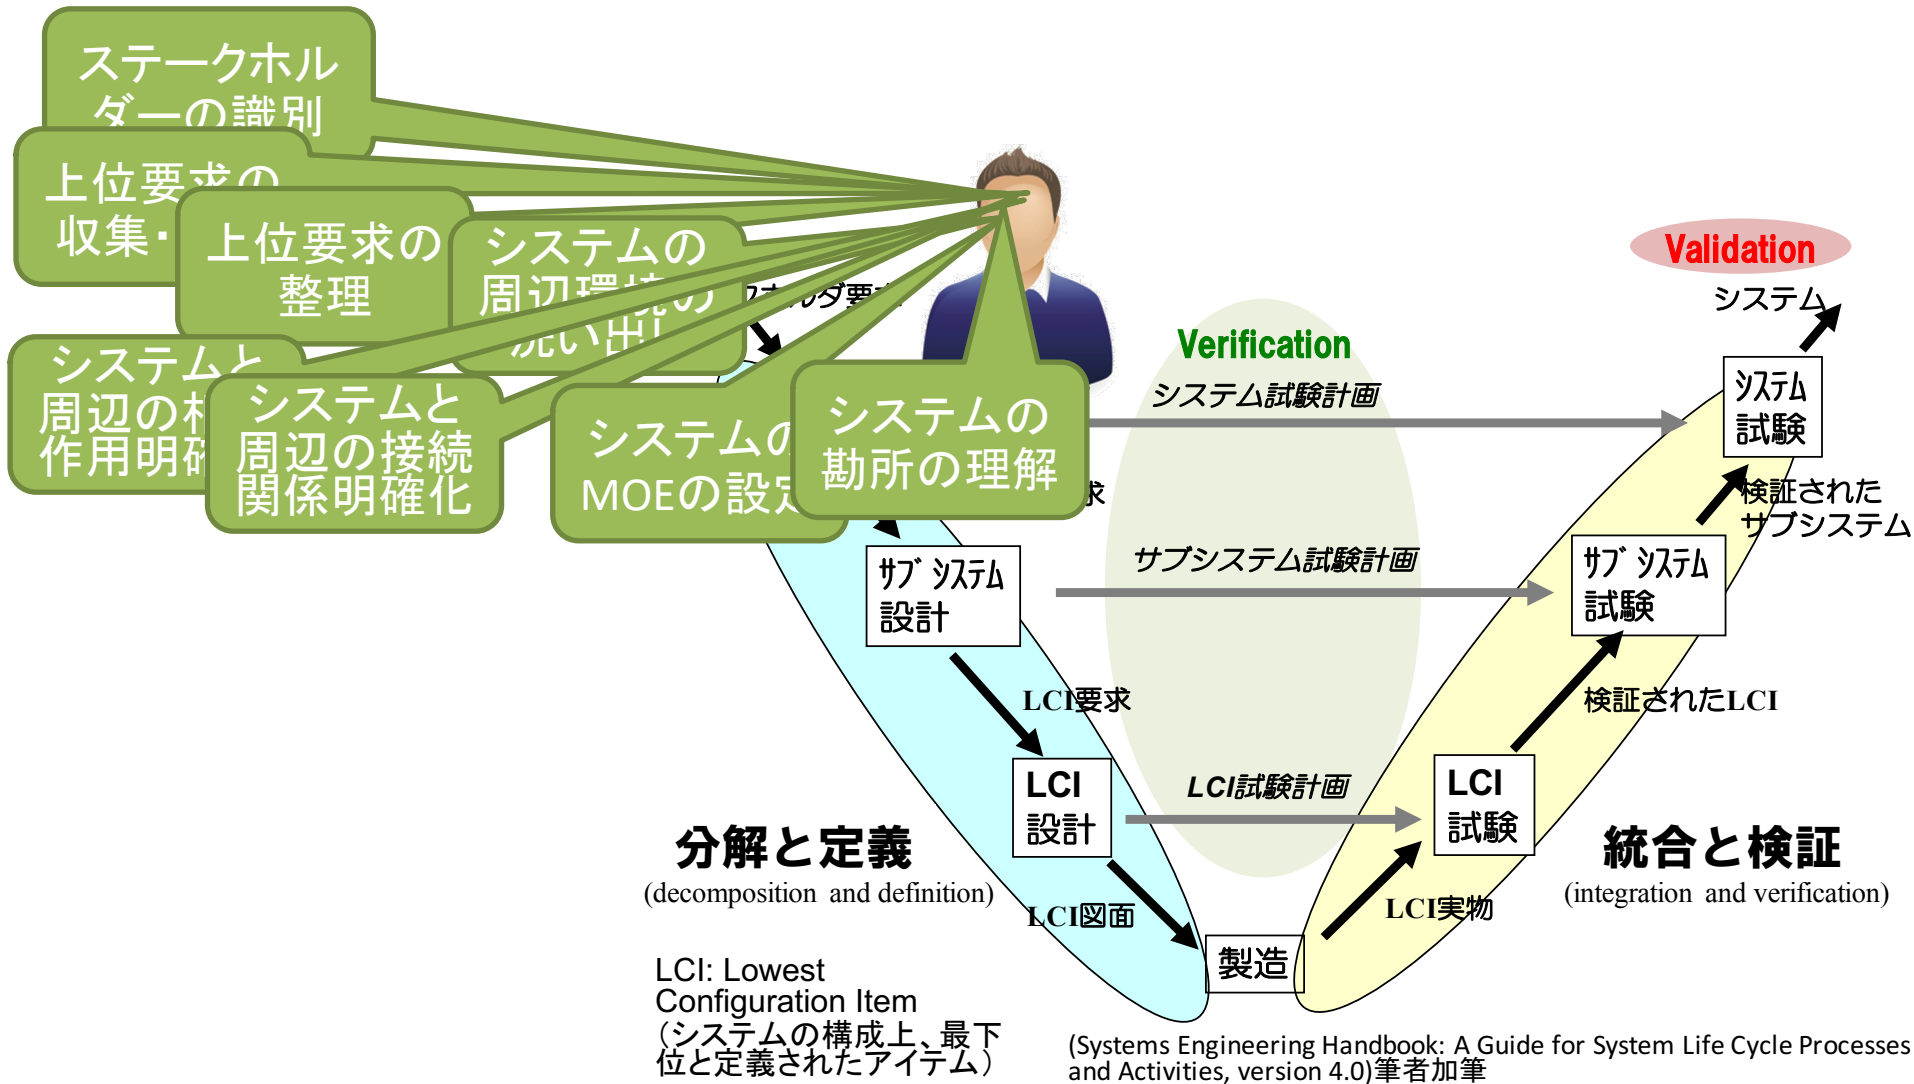 ステークホル
ダーの識別
上位要求の
収集・
上位要求の
整理
システムの
周辺環境の
洗い出し
システムと
周辺の
作用明確
システムと
周辺の接続
関係明確化
システムの
MOEの設定
システムの
勘所の理解
ダ要求
求
サブシステム
設計
LCI要求
LCI
設計
LCI図面
製造
LCI実物
LCI
試験
検証されたLCI
サブシステム
試験
検証された
サブシステム
システム
試験
システム
Validation
Verification
システム試験計画
サブシステム試験計画
LCI試験計画
分解と定義
(decomposition and definition)
統合と検証
(integration and verification)
LCI: Lowest
Configuration Item
(システムの構成上、最下
位と定義されたアイテム)
(Systems Engineering Handbook: A Guide for System Life Cycle Processes
and Activities, version 4.0)筆者加筆